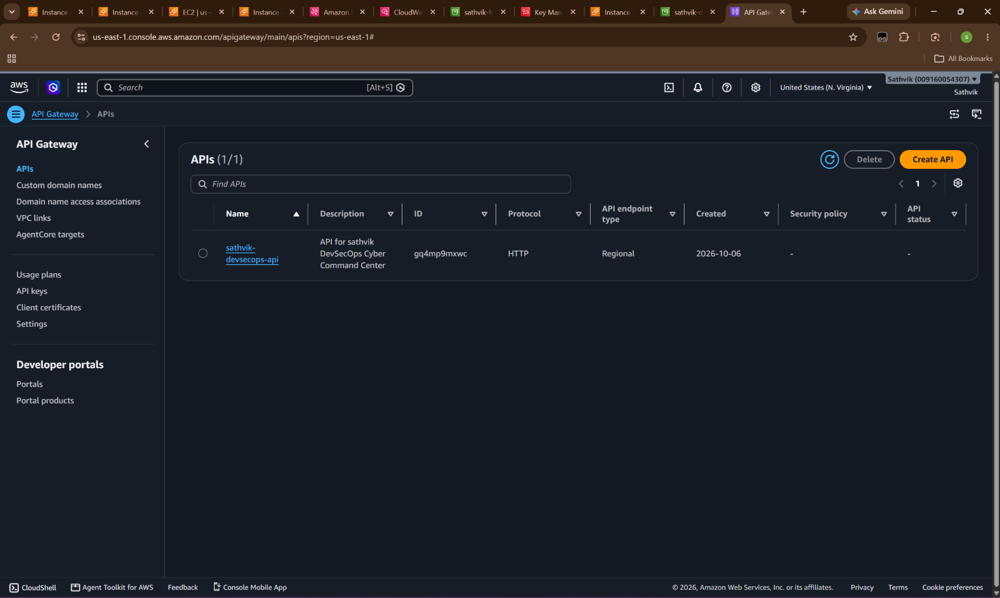 Instance
Instance
EC2 | us-
Instance
Amazon
CloudWa
sathvik-f
Key Man
Instance
sathvik-d
API Gate
Ask Gemini
us-east-1.console.aws.amazon.com/apigateway/main/apis?region=us-east-1#
S
All Bookmarks
aws
Search
[Alt+S]
United States (N. Virginia)
Sathvik (009160054307)
Sathvik
API Gateway
APIs
API Gateway
APIs
Custom domain names
Domain name access associations
VPC links
AgentCore targets
Usage plans
API keys
Client certificates
Settings
Developer portals
Portals
Portal products
APIs (1/1)
Delete
Create API
Find APIs
1
Name
Description
ID
Protocol
API endpoint
type
Created
Security policy
API
status
sathvik-
devsecops-api
API for sathvik
DevSecOps Cyber
Command Center
gq4mp9mxwc
HTTP
Regional
2026-10-06
-
-
CloudShell
Agent Toolkit for AWS
Feedback
Console Mobile App
© 2026, Amazon Web Services, Inc. or its affiliates.
Privacy
Terms
Cookie preferences